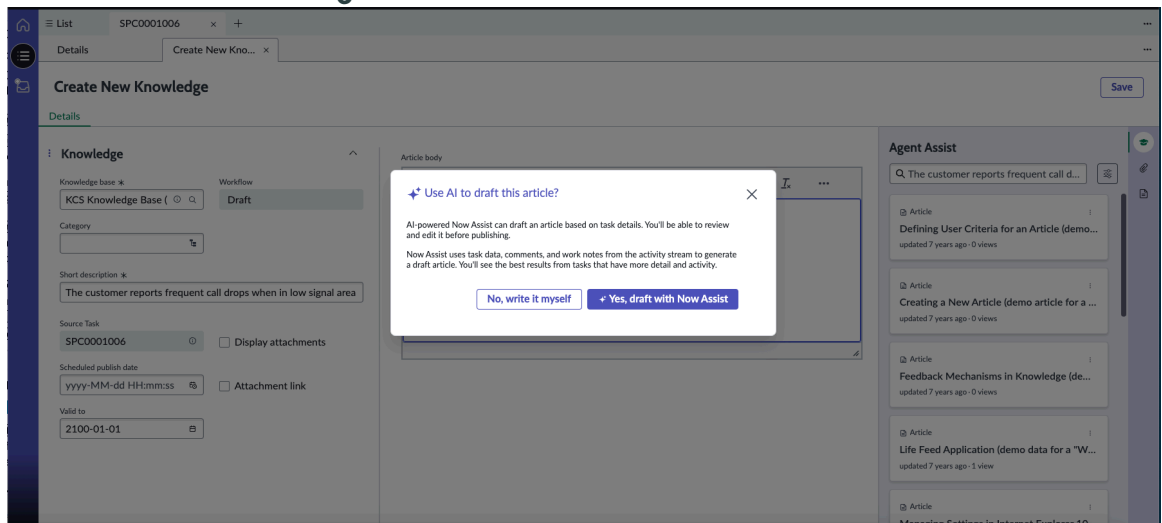 List
SPC0001006
Details
Create New Kno...
Create New Knowledge
Save
Details
Knowledge
Knowledge base
KCS Knowledge Base (
Workflow
Draft
Category
Short description
The customer reports frequent call drops when in low signal area
Source Task
SPC0001006
Display attachments
Scheduled publish date
yyyy-MM-dd HH:mm:ss
Attachment link
Valid to
2100-01-01
Article body
Use AI to draft this article?
AI-powered Now Assist can draft an article based on task details. You'll be able to review
and edit it before publishing.
Now Assist uses task data, comments, and work notes from the activity stream to generate
a draft article. You'll see the best results from tasks that have more detail and activity.
No, write it myself
Yes, draft with Now Assist
Agent Assist
The customer reports frequent call d...
Article
Defining User Criteria for an Article (demo...
updated 7 years ago · 0 views
Article
Creating a New Article (demo article for a ...
updated 7 years ago · 0 views
Article
Feedback Mechanisms in Knowledge (de...
updated 7 years ago · 0 views
Article
Life Feed Application (demo data for a "W...
updated 7 years ago · 1 view
Article